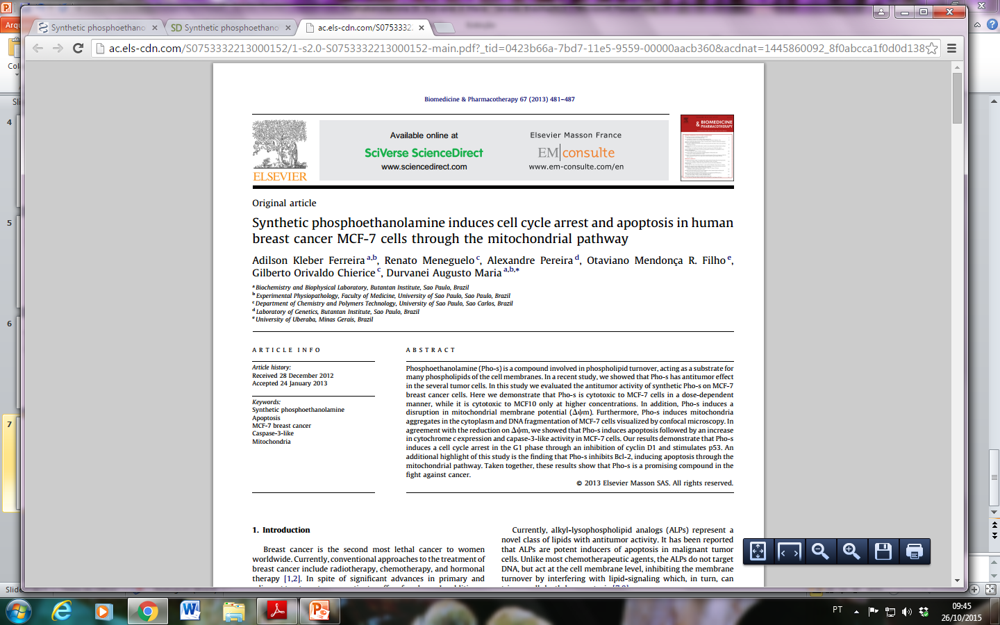 Arqu
Synthetic phosphoethano
SD Synthetic phosphoethano
ac.els-cdn.com/S0753332
ac.els-cdn.com/S0753332213000152/1-s2.0-S0753332213000152-main.pdf?_tid=0423b66a-7bd7-11e5-9559-00000aacb360&acdnat=1445860092_8f0abcca1f0d0d138
Col
Sli
4
5
6
7
Biomedicine & Pharmacotherapy 67 (2013) 481–487
ELSEVIER
Available online at
SciVerse ScienceDirect
www.sciencedirect.com
Elsevier Masson France
EM|consulte
www.em-consulte.com/en
& BIOMEDICINE
PHARMACOTHERAPY
Original article
Synthetic phosphoethanolamine induces cell cycle arrest and apoptosis in human
breast cancer MCF-7 cells through the mitochondrial pathway
Adilson Kleber Ferreira a,b, Renato Meneguelo c, Alexandre Pereira d, Otaviano Mendonça R. Filho e,
Gilberto Orivaldo Chierice c, Durvanei Augusto Maria a,b,*
a Biochemistry and Biophysical Laboratory, Butantan Institute, Sao Paulo, Brazil
b Experimental Physiopathology, Faculty of Medicine, University of Sao Paulo, Sao Paulo, Brazil
c Department of Chemistry and Polymers Technology, University of Sao Paulo, Sao Carlos, Brazil
d Laboratory of Genetics, Butantan Institute, Sao Paulo, Brazil
e University of Uberaba, Minas Gerais, Brazil
ARTICLE INFO
Article history:
Received 28 December 2012
Accepted 24 January 2013
Keywords:
Synthetic phosphoethanolamine
Apoptosis
MCF-7 breast cancer
Caspase-3-like
Mitochondria
ABSTRACT
Phosphoethanolamine (Pho-s) is a compound involved in phospholipid turnover, acting as a substrate for
many phospholipids of the cell membranes. In a recent study, we showed that Pho-s has antitumor effect
in the several tumor cells. In this study we evaluated the antitumor activity of synthetic Pho-s on MCF-7
breast cancer cells. Here we demonstrate that Pho-s is cytotoxic to MCF-7 cells in a dose-dependent
manner, while it is cytotoxic to MCF10 only at higher concentrations. In addition, Pho-s induces a
disruption in mitochondrial membrane potential (Δψm). Furthermore, Pho-s induces mitochondria
aggregates in the cytoplasm and DNA fragmentation of MCF-7 cells visualized by confocal microscopy. In
agreement with the reduction on Δψm, we showed that Pho-s induces apoptosis followed by an increase
in cytochrome c expression and capase-3-like activity in MCF-7 cells. Our results demonstrate that Pho-s
induces a cell cycle arrest in the G1 phase through an inhibition of cyclin D1 and stimulates p53. An
additional highlight of this study is the finding that Pho-s inhibits Bcl-2, inducing apoptosis through the
mitochondrial pathway. Taken together, these results show that Pho-s is a promising compound in the
fight against cancer.
© 2013 Elsevier Masson SAS. All rights reserved.
1. Introduction
Breast cancer is the second most lethal cancer to women
worldwide. Currently, conventional approaches to the treatment of
breast cancer include radiotherapy, chemotherapy, and hormonal
therapy [1,2]. In spite of significant advances in primary and
Currently, alkyl-lysophospholipid analogs (ALPs) represent a
novel class of lipids with antitumor activity. It has been reported
that ALPs are potent inducers of apoptosis in malignant tumor
cells. Unlike most chemotherapeutic agents, the ALPs do not target
DNA, but act at the cell membrane level, inhibiting the membrane
turnover by interfering with lipid-signaling which, in turn, can
Slide
PT
09:45
26/10/2015